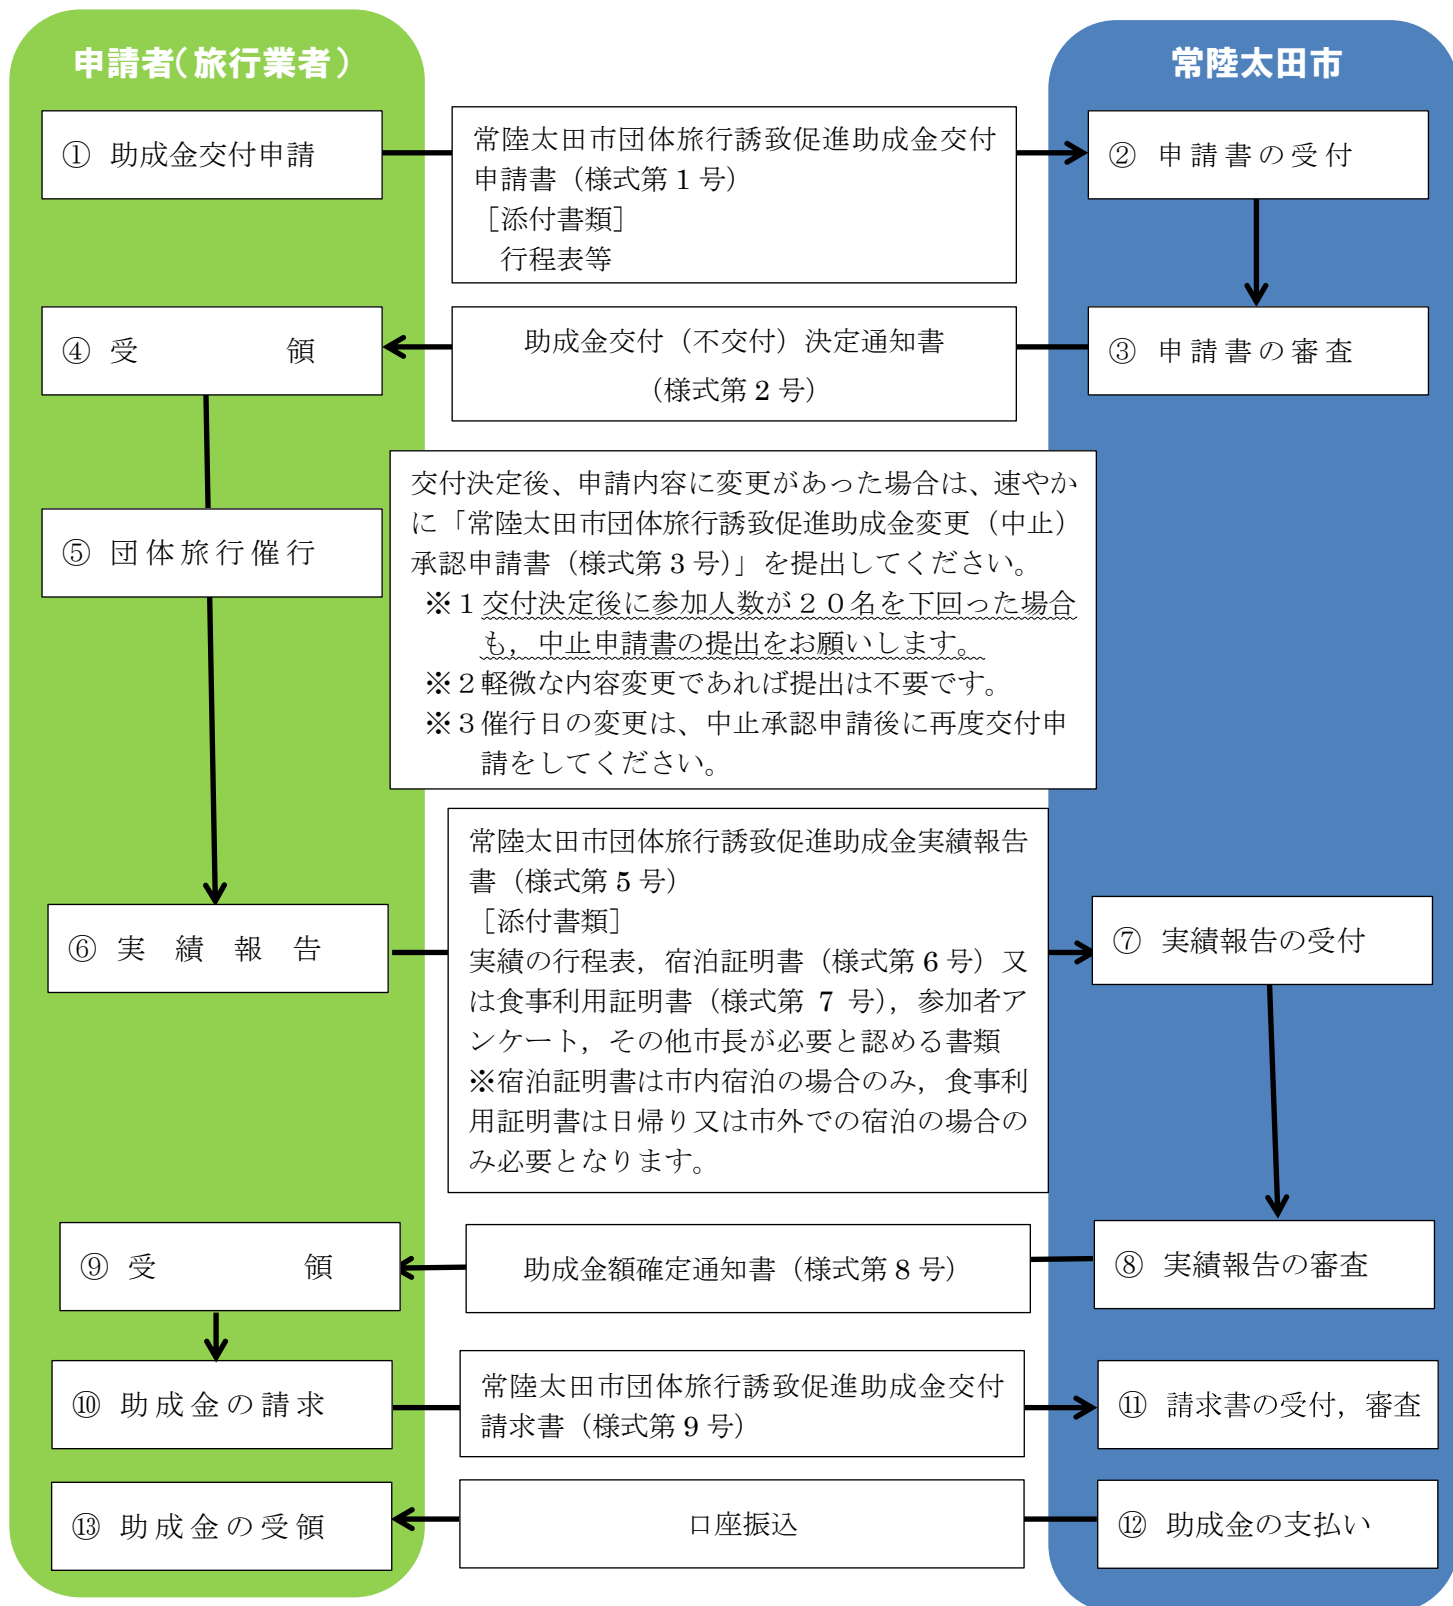 申請者（旅行業者）
常陸太田市
① 助成金交付申請
常陸太田市団体旅行誘致促進助成金交付
申請書（様式第１号）
［添付書類］
行程表等
② 申請書の受付
④ 受　領
助成金交付（不交付）決定通知書
（様式第２号）
③ 申請書の審査
交付決定後、申請内容に変更があった場合は、速やか
に「常陸太田市団体旅行誘致促進助成金変更（中止）
承認申請書（様式第３号）」を提出してください。
※１交付決定後に参加人数が２０名を下回った場合
も，中止申請書の提出をお願いします。
※２軽微な内容変更であれば提出は不要です。
※３催行日の変更は、中止承認申請後に再度交付申
請をしてください。
⑤ 団体旅行催行
常陸太田市団体旅行誘致促進助成金実績報告
書（様式第５号）
［添付書類］
実績の行程表，宿泊証明書（様式第６号）又
は食事利用証明書（様式第７号），参加者ア
ンケート，その他市長が必要と認める書類
※宿泊証明書は市内宿泊の場合のみ，食事利
用証明書は日帰り又は市外での宿泊の場合の
み必要となります。
⑥ 実績報告
⑦ 実績報告の受付
⑨ 受　領
助成金額確定通知書（様式第８号）
⑧ 実績報告の審査
⑩ 助成金の請求
常陸太田市団体旅行誘致促進助成金交付
請求書（様式第９号）
⑪ 請求書の受付，審査
⑬ 助成金の受領
口座振込
⑫ 助成金の支払い